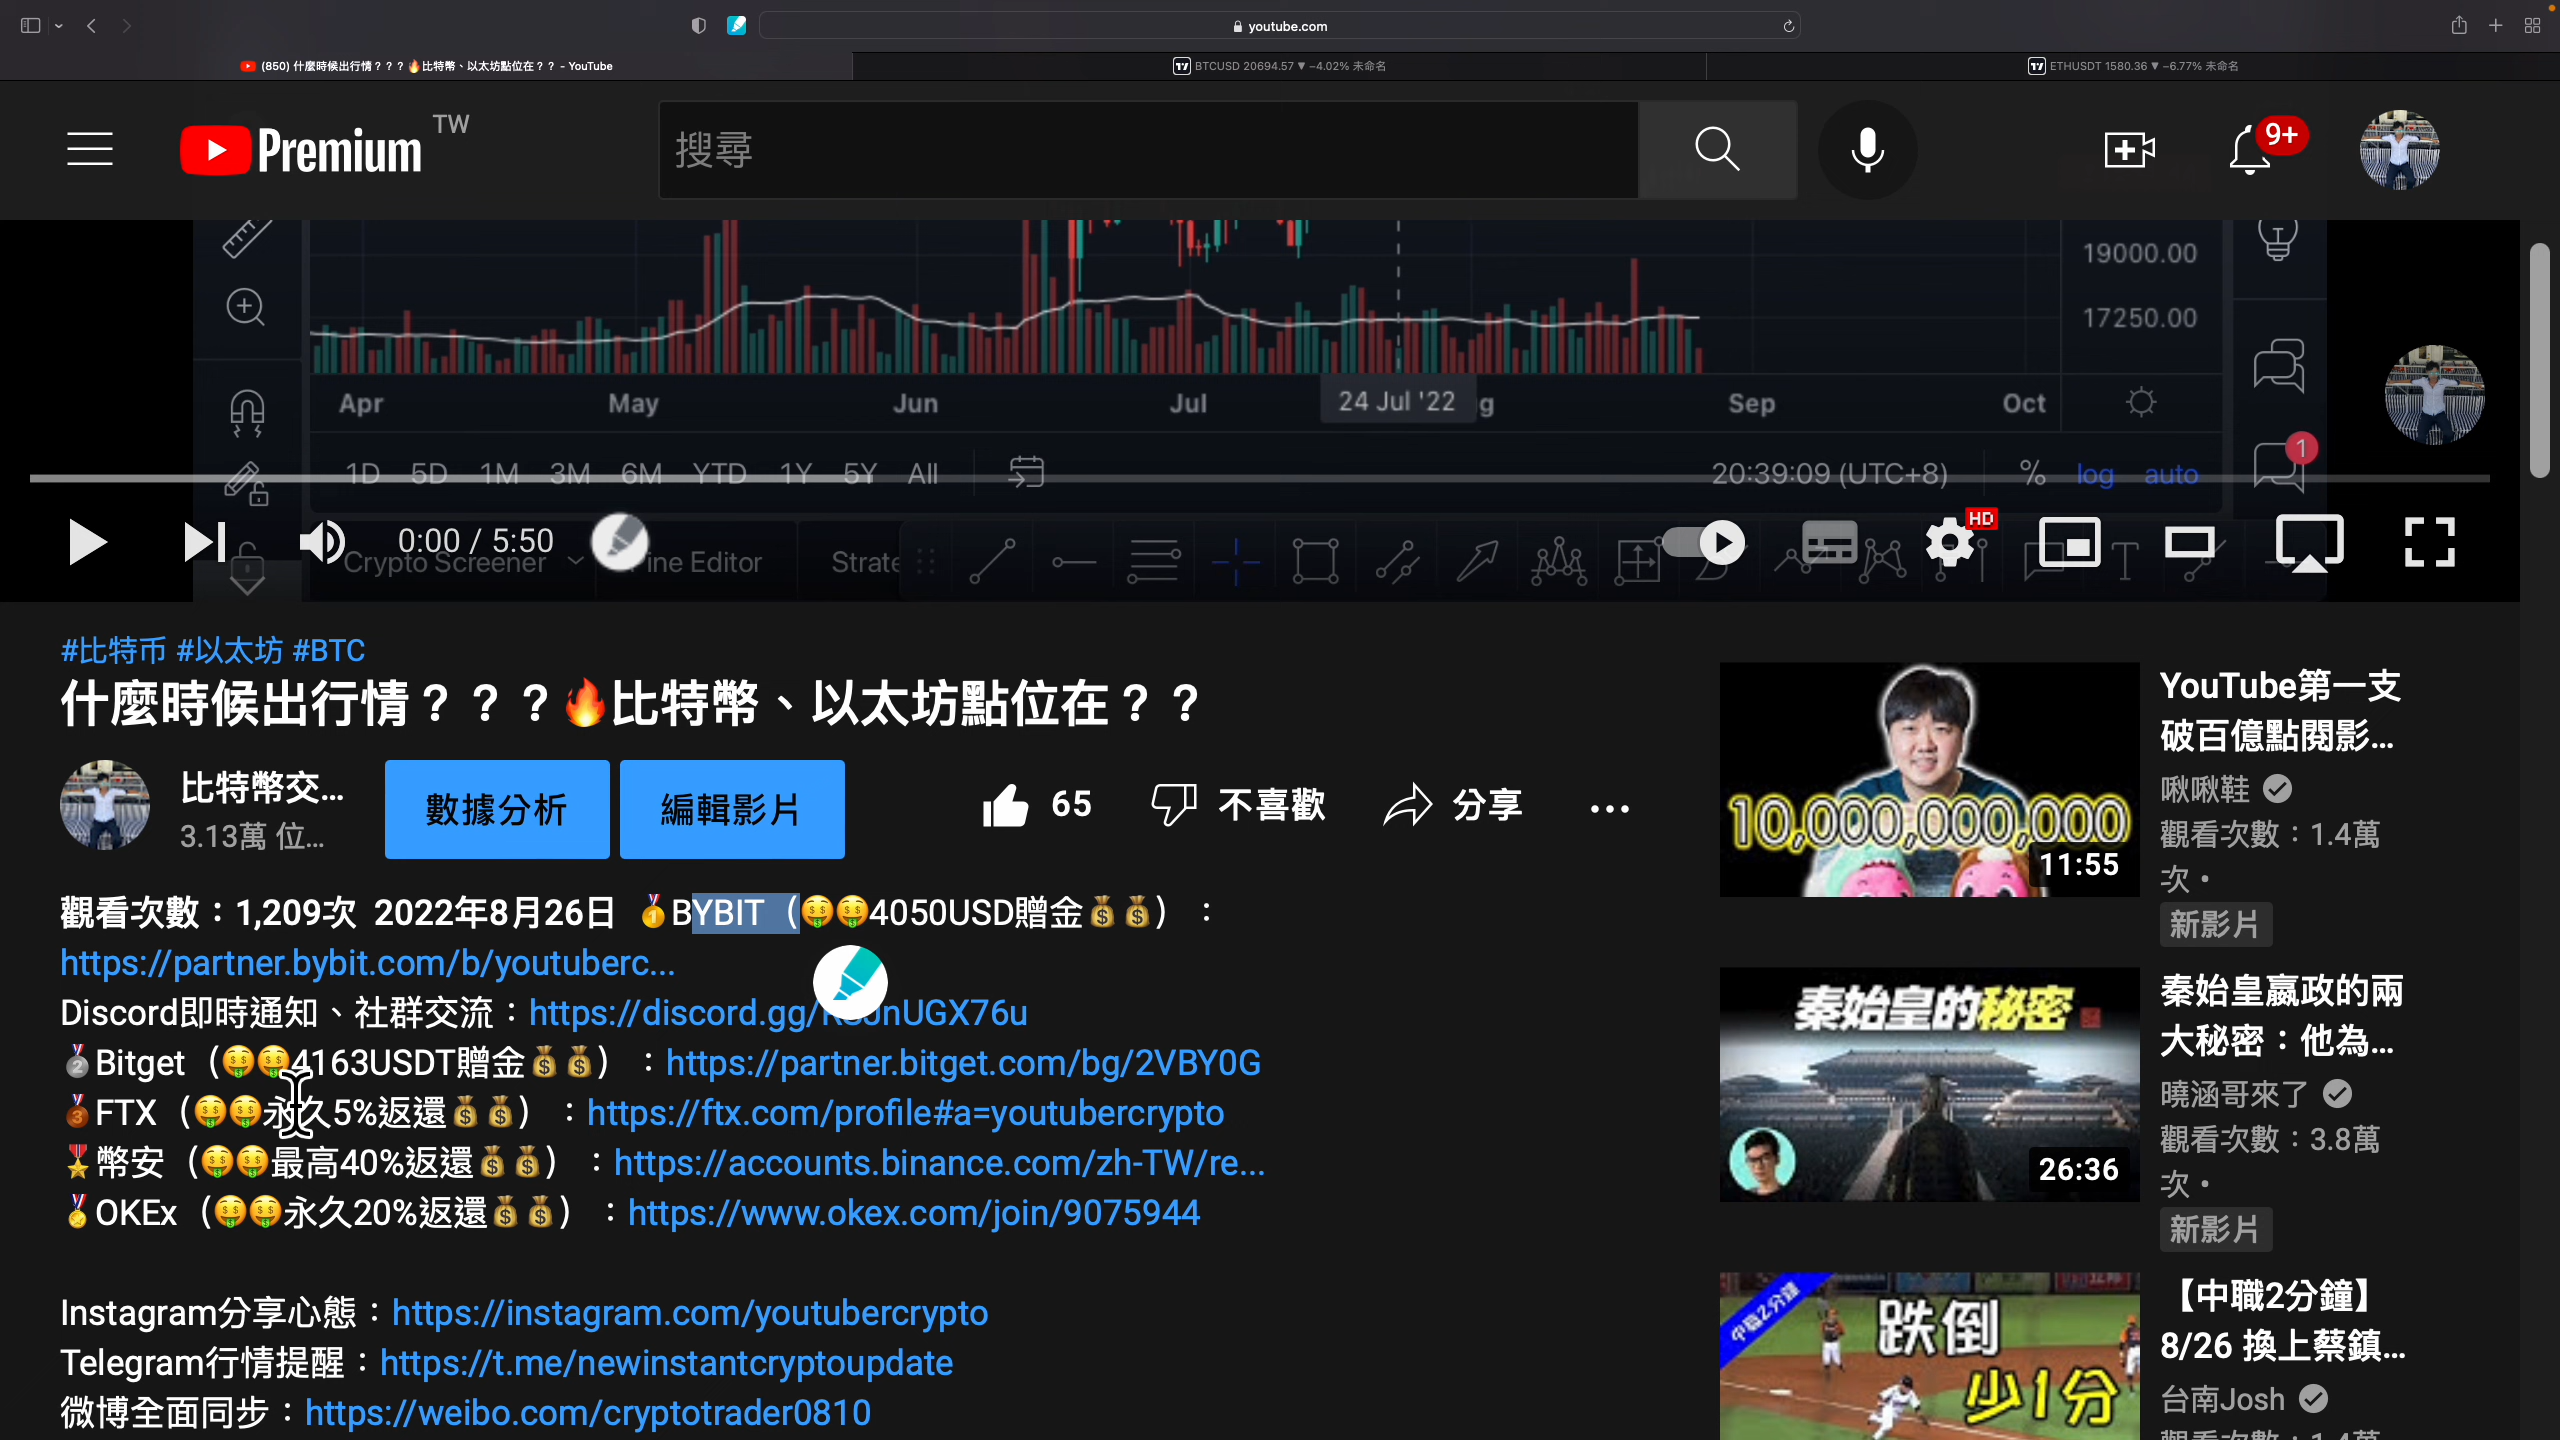 youtube.com
(850) 什麼時候出行情？？？🔥比特幣、以太坊點位在？？ - YouTube
BTCUSD 20694.57 ▼ −4.02% 未命名
ETHUSDT 1580.36 ▼ −6.77% 未命名
Premium TW
搜尋
9+
19000.00
17250.00
Apr May Jun Jul 24 Jul '22 Sep Oct
1D 5D 1M 3M 6M YTD 1Y 5Y All 20:39:09 (UTC+8) % log auto
1
0:00 / 5:50
HD
Crypto Screener ine Editor Strate
#比特币 #以太坊 #BTC
什麼時候出行情？？？🔥比特幣、以太坊點位在？？
比特幣交...
3.13萬 位...
數據分析
編輯影片
65
不喜歡
分享
觀看次數：1,209次 2022年8月26日 🥇BYBIT（🤑🤑4050USD贈金💰💰）：
https://partner.bybit.com/b/youtuberc...
Discord即時通知、社群交流：https://discord.gg/ nUGX76u
🥈Bitget（🤑🤑4163USDT贈金💰💰）：https://partner.bitget.com/bg/2VBY0G
🥉FTX（🤑🤑永久5%返還💰💰）：https://ftx.com/profile#a=youtubercrypto
🎖幣安（🤑🤑最高40%返還💰💰）：https://accounts.binance.com/zh-TW/re...
🏅OKEx（🤑🤑永久20%返還💰💰）：https://www.okex.com/join/9075944
Instagram分享心態：https://instagram.com/youtubercrypto
Telegram行情提醒：https://t.me/newinstantcryptoupdate
微博全面同步：https://weibo.com/cryptotrader0810
10,000,000,000
11:55
YouTube第一支
破百億點閱影...
啾啾鞋
觀看次數：1.4萬
次・
新影片
秦始皇的秘密
26:36
秦始皇嬴政的兩
大秘密：他為...
曉涵哥來了
觀看次數：3.8萬
次・
新影片
中職2分鐘
跌倒
少1分
【中職2分鐘】
8/26 換上蔡鎮...
台南Josh
觀看次數：1.4萬